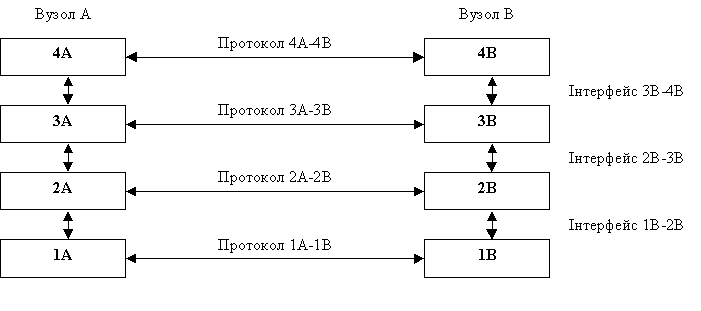 Вузол А
Вузол В
4А
Протокол 4А-4В
4В
Інтерфейс 3В-4В
3А
Протокол 3А-3В
3В
Інтерфейс 2В-3В
2А
Протокол 2А-2В
2В
Інтерфейс 1В-2В
1А
Протокол 1А-1В
1В